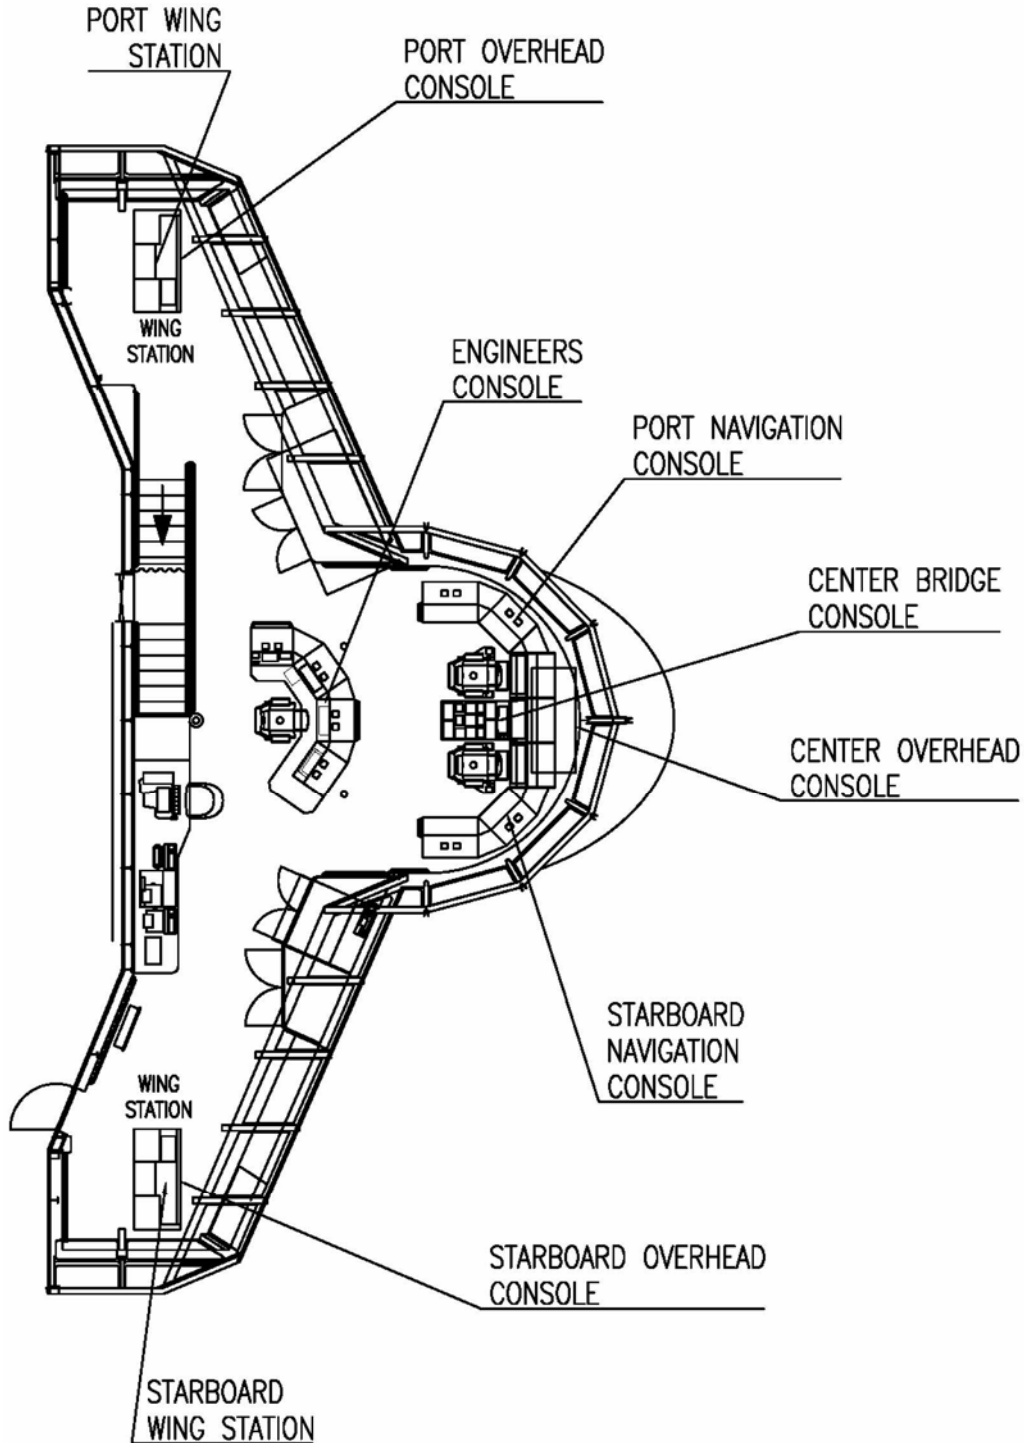 PORT WING
STATION
PORT OVERHEAD
CONSOLE
WING
STATION
ENGINEERS
CONSOLE
PORT NAVIGATION
CONSOLE
CENTER BRIDGE
CONSOLE
CENTER OVERHEAD
CONSOLE
STARBOARD
NAVIGATION
CONSOLE
WING
STATION
STARBOARD OVERHEAD
CONSOLE
STARBOARD
WING STATION